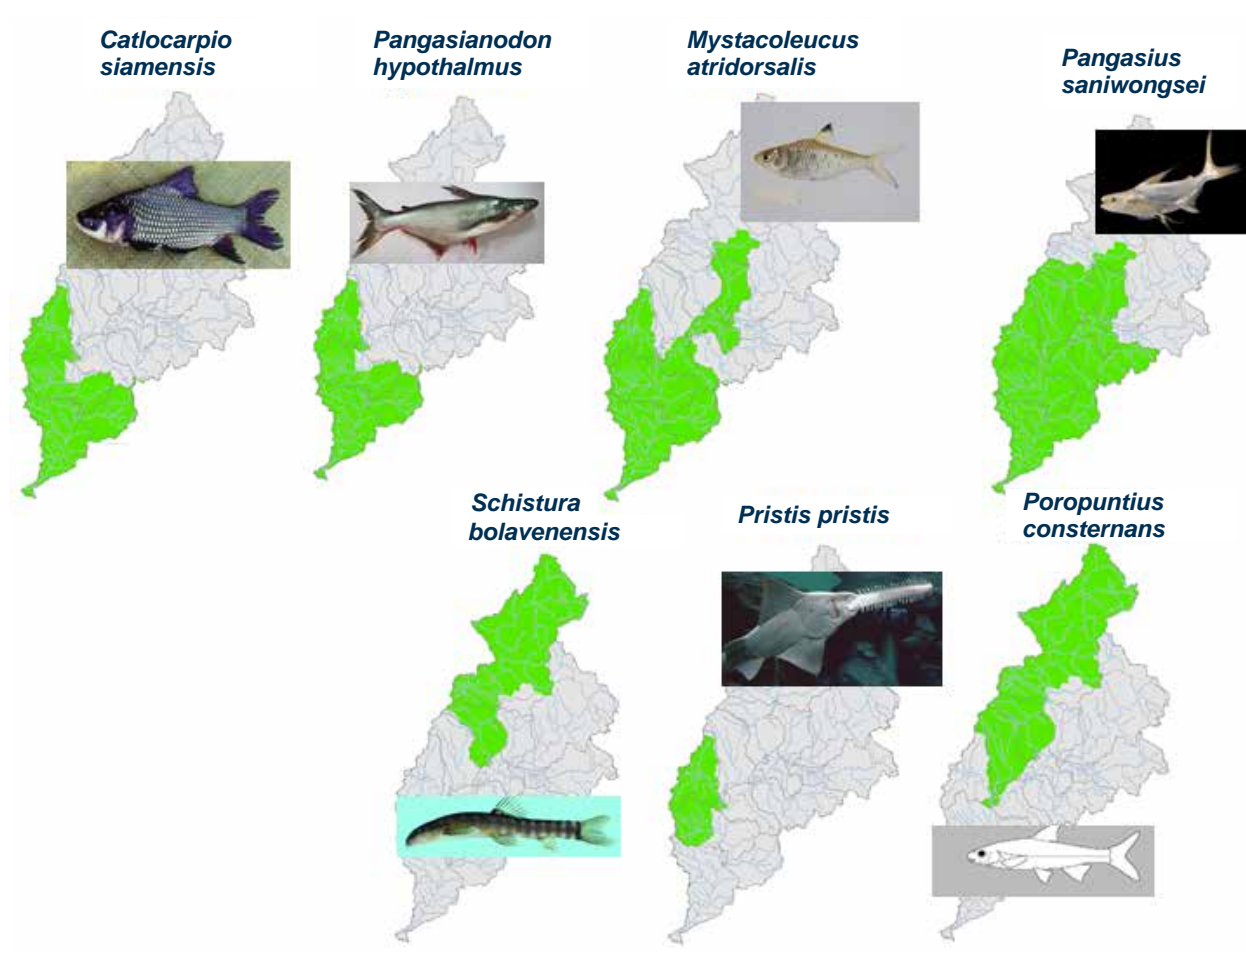 Catlocarpio
siamensis
Pangasianodon
hypothalmus
Mystacoleucus
atridorsalis
Pangasius
saniwongsei
Schistura
bolavenensis
Pristis pristis
Poropuntius
consternans